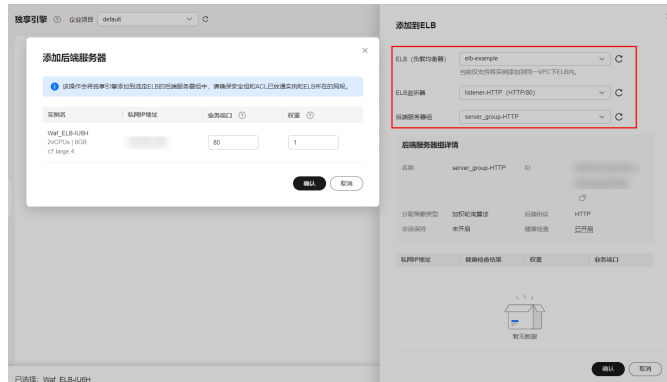 独享引擎 企业项目 default
添加后端服务器
该操作会将独享引擎添加到选定ELB的后端服务器组中，请确保安全组和ACL已放通实例和ELB所在的网段。
实例名 私网IP地址 业务端口 权重
Waf_ELB-IU6H
2vCPUs | 8GB
c7.large.4
80 1
确认 取消
已选择：Waf_ELB-IU6H
添加到ELB
ELB（负载均衡器） elb-example
当前仅支持将实例添加到同一VPC下ELB内。
ELB监听器 listener-HTTP (HTTP/80)
后端服务器组 server_group-HTTP
后端服务器组详情
名称 server_group-HTTP ID
分配策略类型 加权轮询算法 后端协议 HTTP
会话保持 未开启 健康检查 已开启
私网IP地址 健康检查结果 权重 业务端口
暂无数据
确认 取消